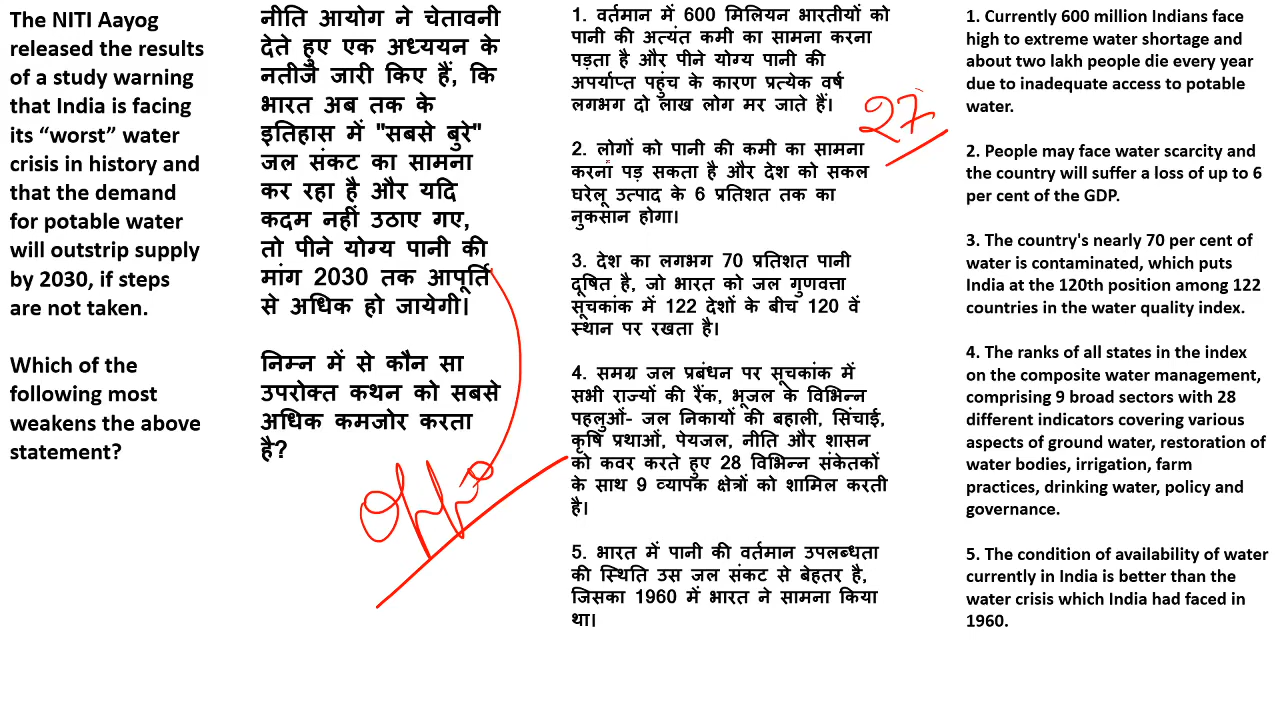 The NITI Aayog
released the results
of a study warning
that India is facing
its “worst” water
crisis in history and
that the demand
for potable water
will outstrip supply
by 2030, if steps
are not taken.
Which of the
following most
weakens the above
statement?
नीति आयोग ने चेतावनी
देते हुए एक अध्ययन के
नतीजे जारी किए हैं, कि
भारत अब तक के
इतिहास में "सबसे बुरे"
जल संकट का सामना
कर रहा है और यदि
कदम नहीं उठाए गए,
तो पीने योग्य पानी की
मांग 2030 तक आपूर्ति
से अधिक हो जायेगी।
निम्न में से कौन सा
उपरोक्त कथन को सबसे
अधिक कमजोर करता
है?
1. वर्तमान में 600 मिलियन भारतीयों को
पानी की अत्यंत कमी का सामना करना
पड़ता है और पीने योग्य पानी की
अपर्याप्त पहुंच के कारण प्रत्येक वर्ष
लगभग दो लाख लोग मर जाते हैं।
27
2. लोगों को पानी की कमी का सामना
करना पड़ सकता है और देश को सकल
घरेलू उत्पाद के 6 प्रतिशत तक का
नुकसान होगा।
3. देश का लगभग 70 प्रतिशत पानी
दूषित है, जो भारत को जल गुणवत्ता
सूचकांक में 122 देशों के बीच 120 वें
स्थान पर रखता है।
4. समग्र जल प्रबंधन पर सूचकांक में
सभी राज्यों की रैंक, भूजल के विभिन्न
पहलुओं- जल निकायों की बहाली, सिंचाई,
कृषि प्रथाओं, पेयजल, नीति और शासन
को कवर करते हुए 28 विभिन्न संकेतकों
के साथ 9 व्यापक क्षेत्रों को शामिल करती
है।
5. भारत में पानी की वर्तमान उपलब्धता
की स्थिति उस जल संकट से बेहतर है,
जिसका 1960 में भारत ने सामना किया
था।
1. Currently 600 million Indians face
high to extreme water shortage and
about two lakh people die every year
due to inadequate access to potable
water.
2. People may face water scarcity and
the country will suffer a loss of up to 6
per cent of the GDP.
3. The country's nearly 70 per cent of
water is contaminated, which puts
India at the 120th position among 122
countries in the water quality index.
4. The ranks of all states in the index
on the composite water management,
comprising 9 broad sectors with 28
different indicators covering various
aspects of ground water, restoration of
water bodies, irrigation, farm
practices, drinking water, policy and
governance.
5. The condition of availability of water
currently in India is better than the
water crisis which India had faced in
1960.